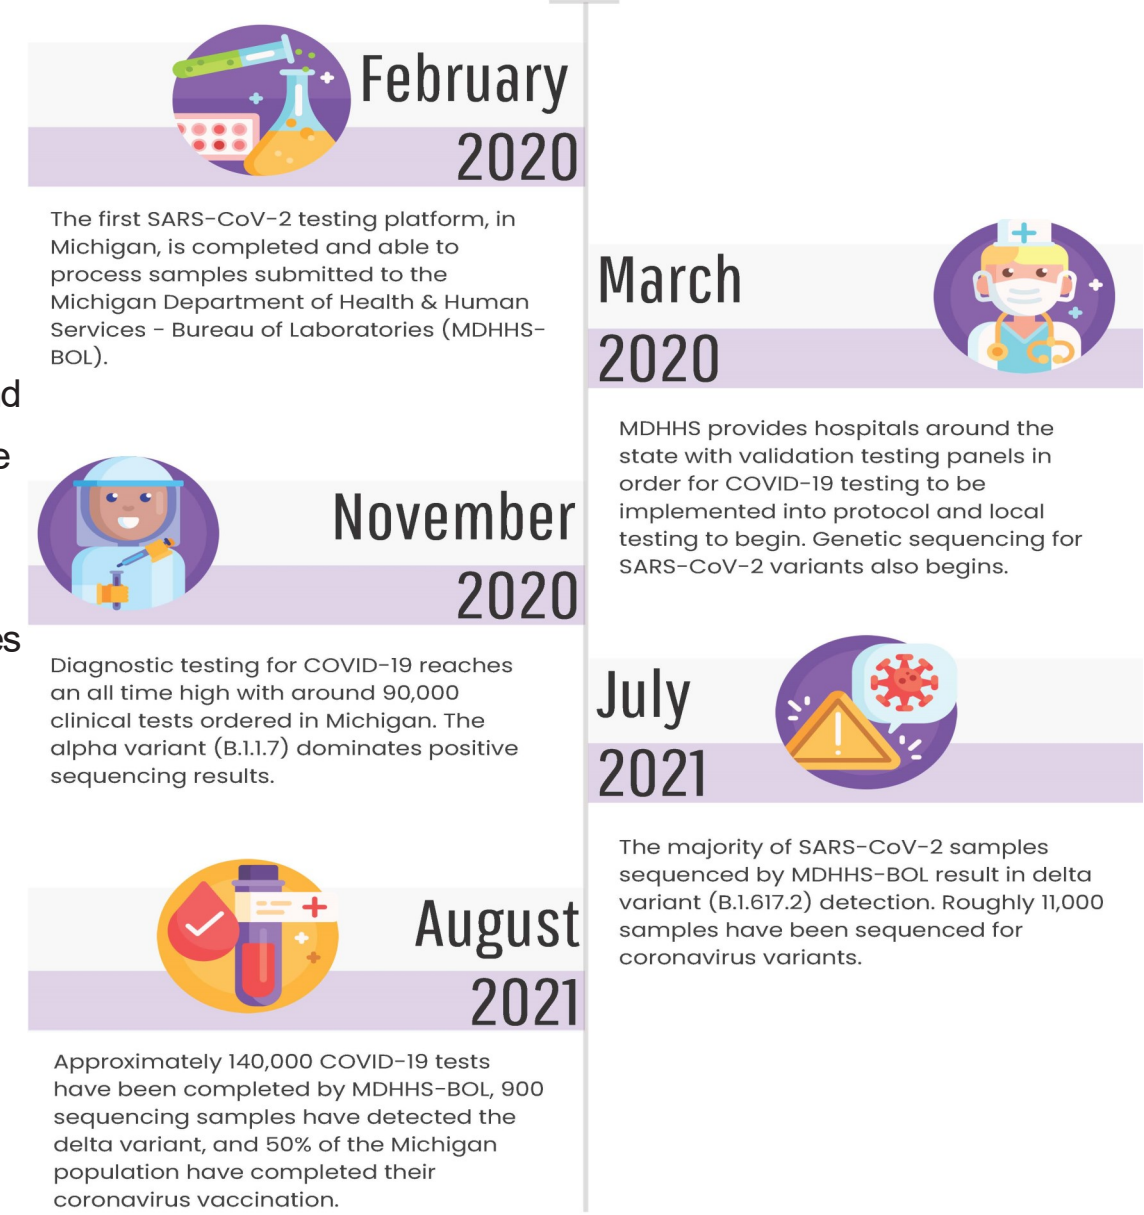 February
2020
The first SARS-CoV-2 testing platform, in
Michigan, is completed and able to
process samples submitted to the
Michigan Department of Health & Human
Services - Bureau of Laboratories (MDHHS-
BOL).
March
2020
MDHHS provides hospitals around the
state with validation testing panels in
order for COVID-19 testing to be
implemented into protocol and local
testing to begin. Genetic sequencing for
SARS-CoV-2 variants also begins.
d
e
es
November
2020
Diagnostic testing for COVID-19 reaches
an all time high with around 90,000
clinical tests ordered in Michigan. The
alpha variant (B.1.1.7) dominates positive
sequencing results.
July
2021
The majority of SARS-CoV-2 samples
sequenced by MDHHS-BOL result in delta
variant (B.1.617.2) detection. Roughly 11,000
samples have been sequenced for
coronavirus variants.
August
2021
Approximately 140,000 COVID-19 tests
have been completed by MDHHS-BOL, 900
sequencing samples have detected the
delta variant, and 50% of the Michigan
population have completed their
coronavirus vaccination.